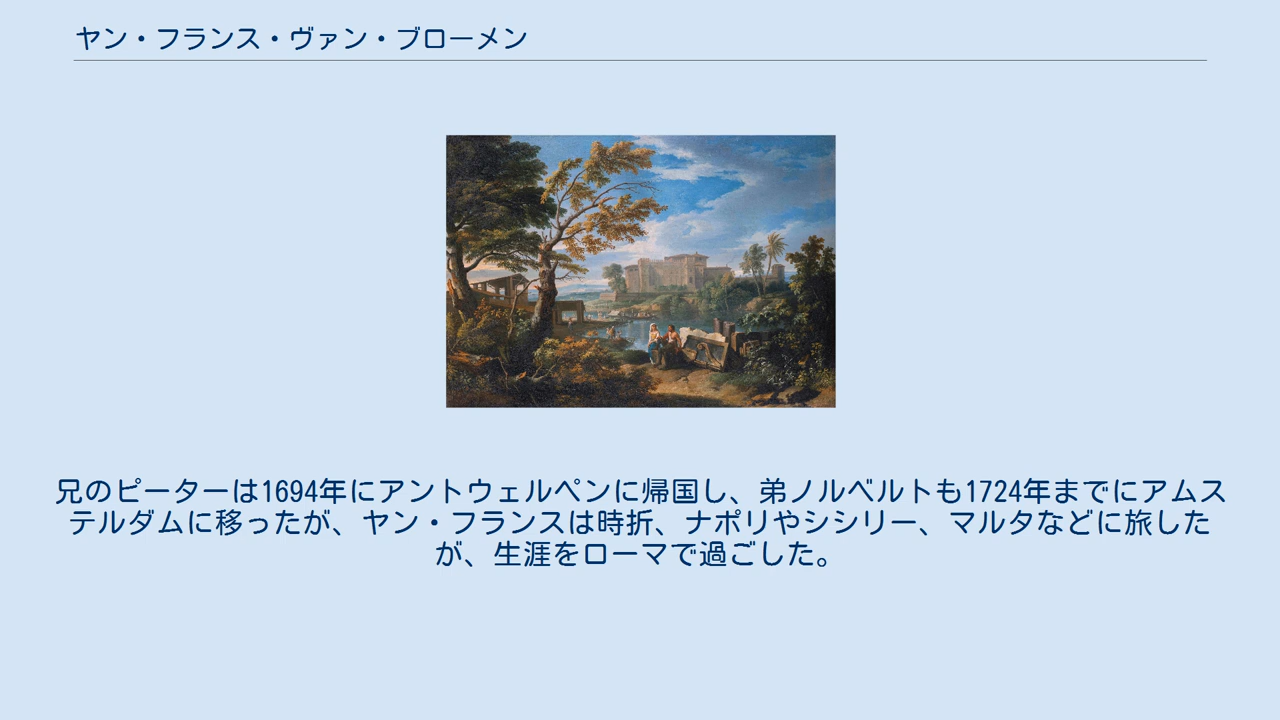 ヤン・フランス・ヴァン・ブローメン
兄のピーターは1694年にアントウェルペンに帰国し、弟ノルベルトも1724年までにアムス
テルダムに移ったが、ヤン・フランスは時折、ナポリやシシリー、マルタなどに旅した
が、生涯をローマで過ごした。